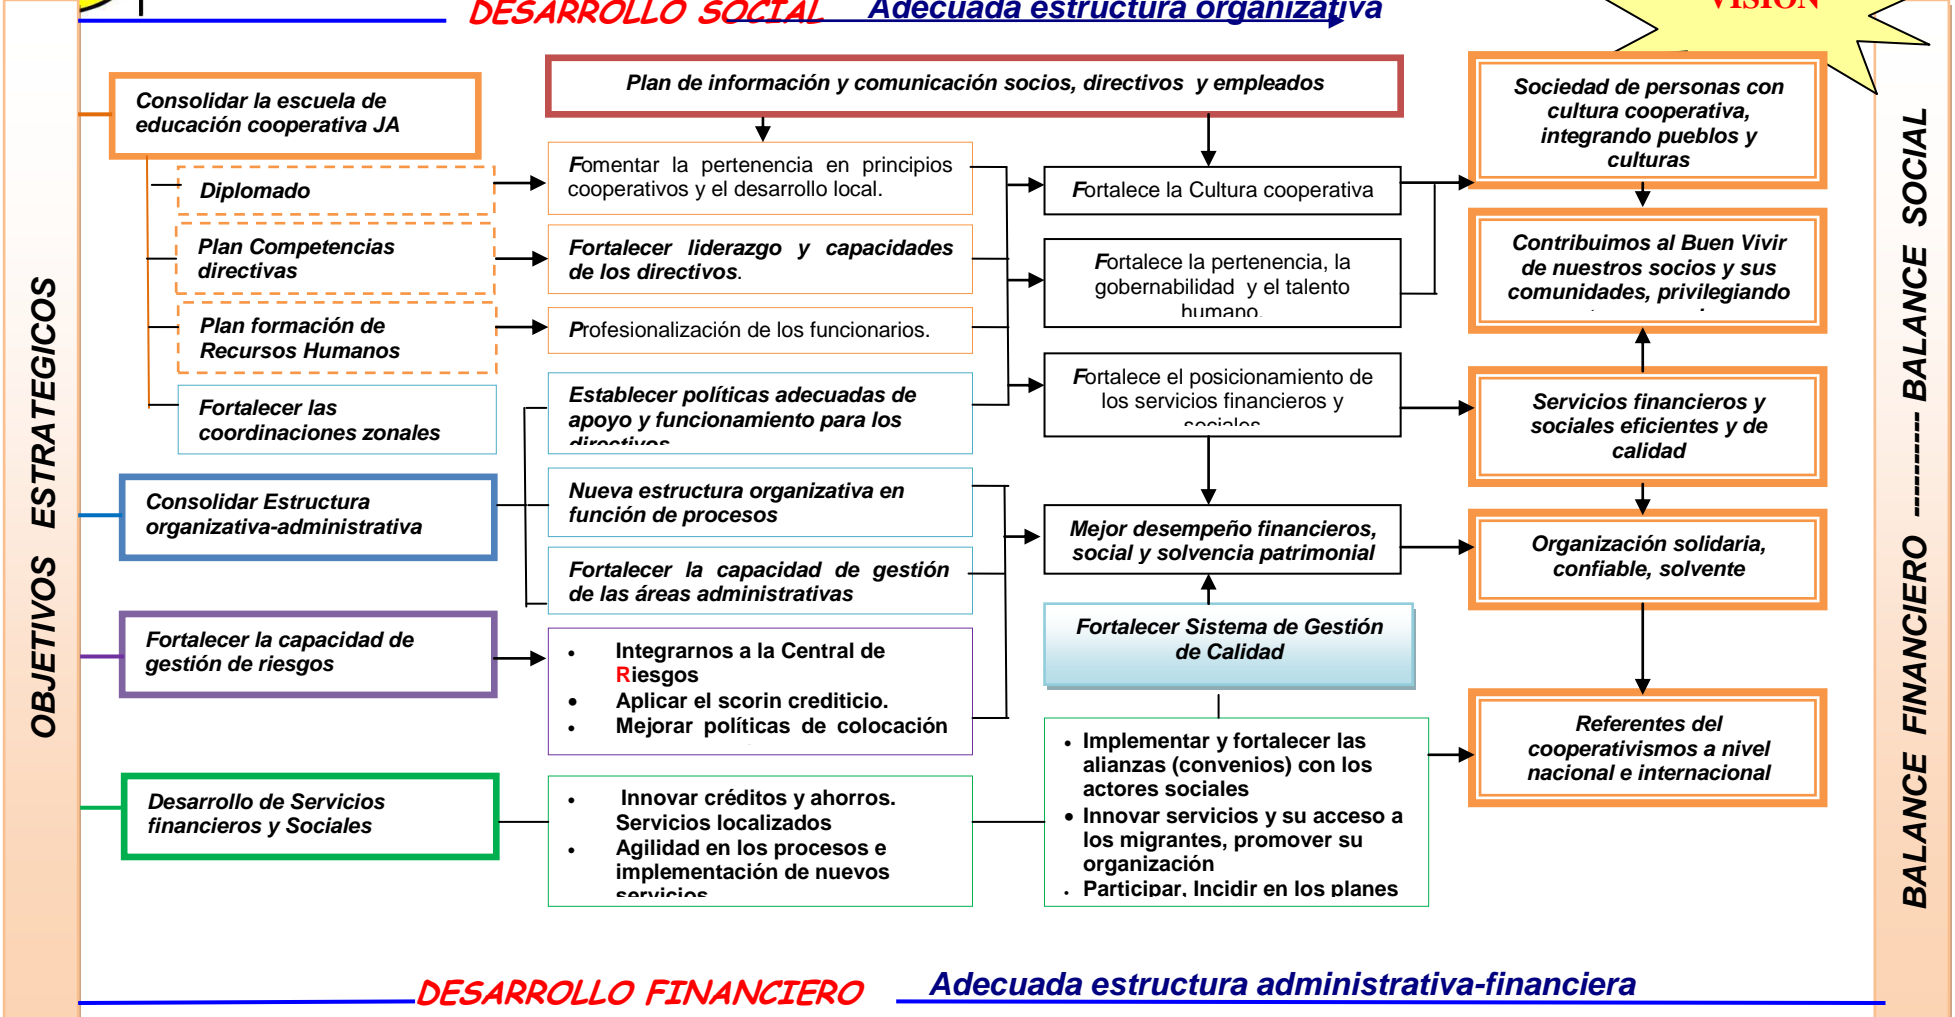 DESARROLLO SOCIAL
Adecuada estructura organizativa
VISION
OBJETIVOS ESTRATEGICOS
Consolidar la escuela de
educación cooperativa JA
Diplomado
Plan Competencias
directivas
Plan formación de
Recursos Humanos
Fortalecer las
coordinaciones zonales
Consolidar Estructura
organizativa-administrativa
Fortalecer la capacidad de
gestión de riesgos
Desarrollo de Servicios
financieros y Sociales
Plan de información y comunicación socios, directivos y empleados
Fomentar la pertenencia en principios
cooperativos y el desarrollo local.
Fortalecer liderazgo y capacidades
de los directivos.
Profesionalización de los funcionarios.
Establecer políticas adecuadas de
apoyo y funcionamiento para los
directivos
Nueva estructura organizativa en
función de procesos
Fortalecer la capacidad de gestión
de las áreas administrativas
• Integrarnos a la Central de
Riesgos
• Aplicar el scorin crediticio.
• Mejorar políticas de colocación
• Innovar créditos y ahorros.
Servicios localizados
• Agilidad en los procesos e
implementación de nuevos
servicios
Fortalece la Cultura cooperativa
Fortalece la pertenencia, la
gobernabilidad y el talento
humano.
Fortalece el posicionamiento de
los servicios financieros y
sociales
Mejor desempeño financieros,
social y solvencia patrimonial
Fortalecer Sistema de Gestión
de Calidad
• Implementar y fortalecer las
alianzas (convenios) con los
actores sociales
• Innovar servicios y su acceso a
los migrantes, promover su
organización
• Participar, Incidir en los planes
Sociedad de personas con
cultura cooperativa,
integrando pueblos y
culturas
Contribuimos al Buen Vivir
de nuestros socios y sus
comunidades, privilegiando
Servicios financieros y
sociales eficientes y de
calidad
Organización solidaria,
confiable, solvente
Referentes del
cooperativismos a nivel
nacional e internacional
BALANCE FINANCIERO ---------- BALANCE SOCIAL
DESARROLLO FINANCIERO
Adecuada estructura administrativa-financiera